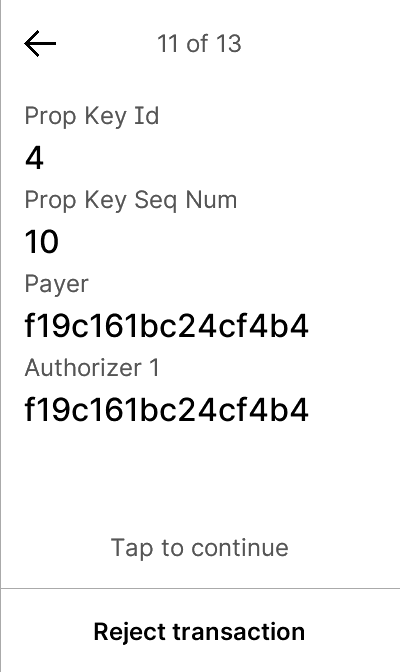 11 of 13
Prop Key Id
4
Prop Key Seq Num
10
Payer
f19c161bc24cf4b4
Authorizer 1
f19c161bc24cf4b4
Tap to continue
Reject transaction